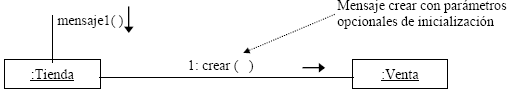 Mensaje crear con parámetros
opcionales de inicialización
mensaje1( )
1: crear ( )
:Tienda
:Venta